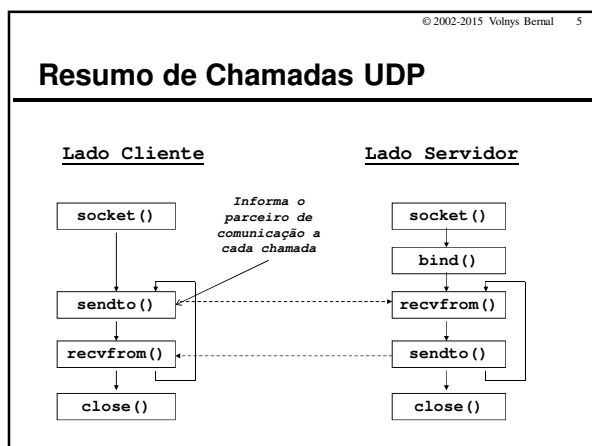 © 2002-2015 Volnys Bernal 5
Resumo de Chamadas UDP
Lado Cliente
Lado Servidor
Informa o
parceiro de
comunicação a
cada chamada
socket()
sendto()
recvfrom()
close()
socket()
bind()
recvfrom()
sendto()
close()